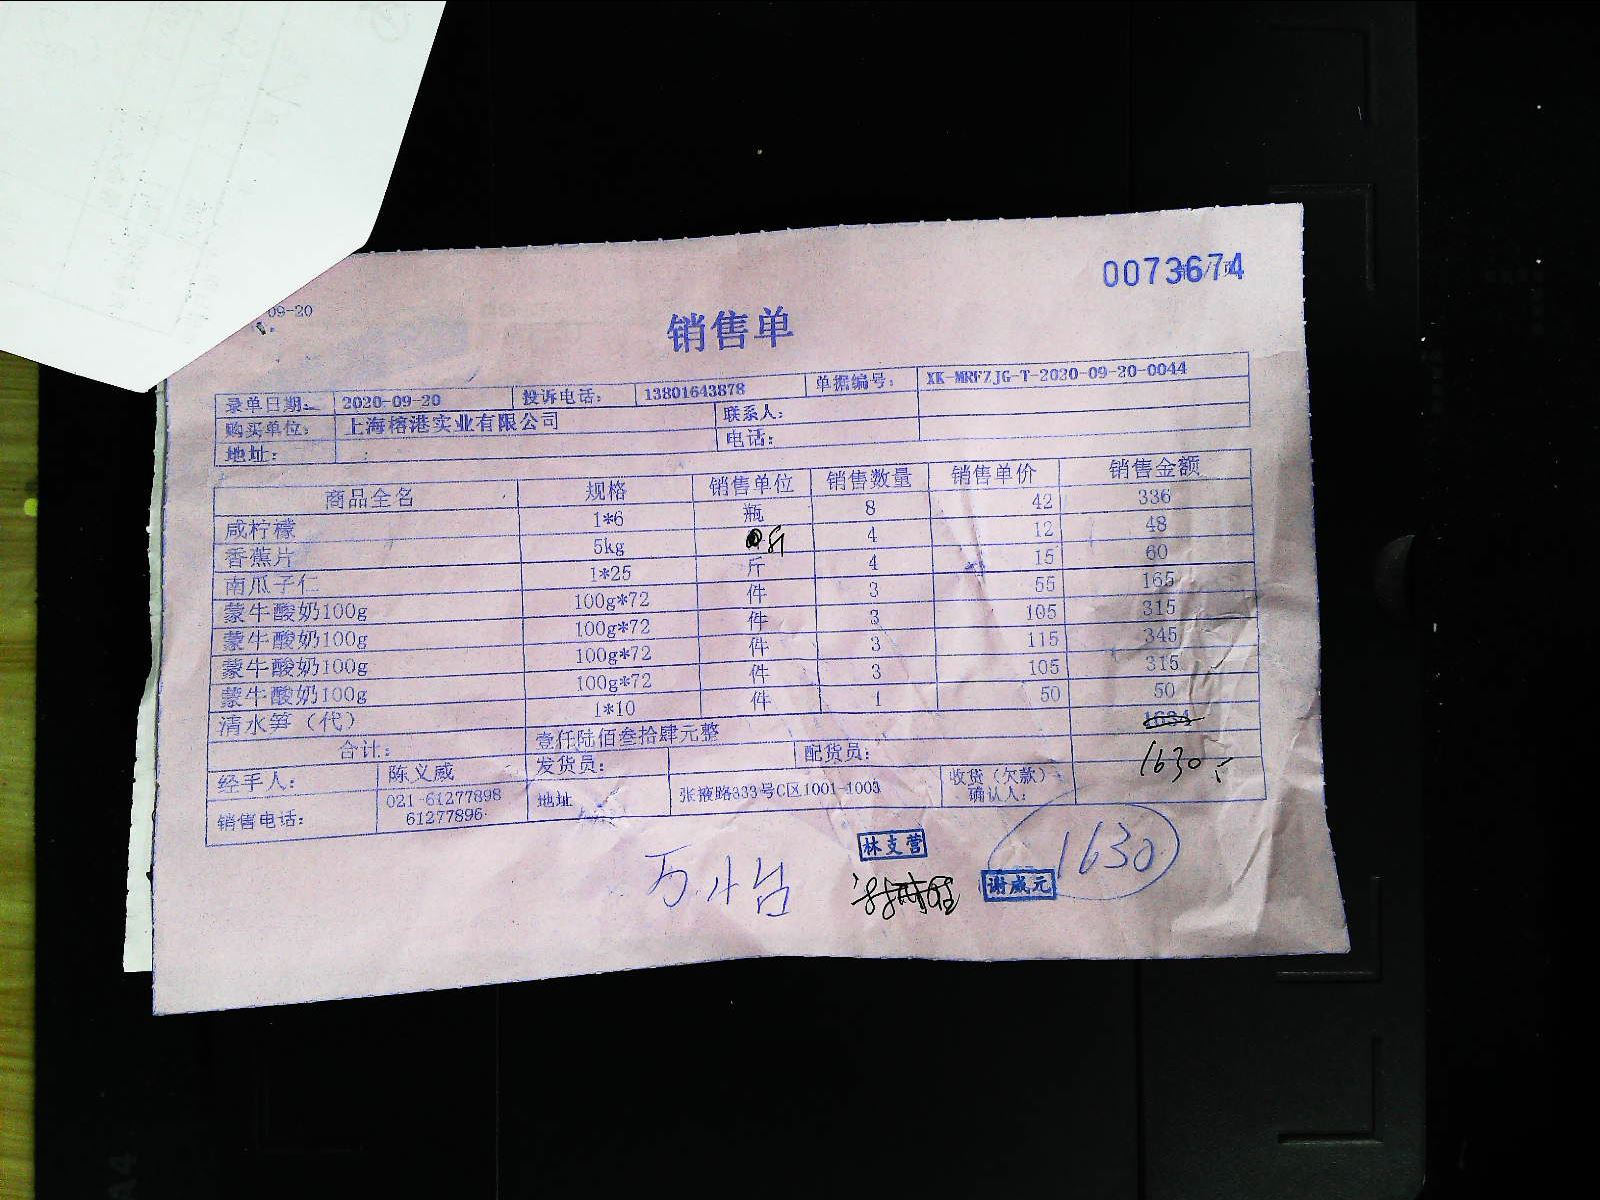 0073674
09-20
销售单
录单日期: 2020-09-20 投诉电话: 13801643878 单据编号: XK-MRFZJG-T-2020-09-20-0044
购买单位: 上海榕港实业有限公司 联系人:
地址: 电话:
商品全名 规格 销售单位 销售数量 销售单价 销售金额
咸柠檬 1*6 瓶 8 42 336
香蕉片 5kg 斤 4 12 48
南瓜子仁 1*25 斤 4 15 60
蒙牛酸奶100g 100g*72 件 3 55 165
蒙牛酸奶100g 100g*72 件 3 105 315
蒙牛酸奶100g 100g*72 件 3 115 345
蒙牛酸奶100g 100g*72 件 3 105 315
清水笋（代） 1*10 件 1 50 50
合计: 壹仟陆佰叁拾肆元整 1634
经手人: 陈义威 发货员: 配货员: 1630
销售电话: 021-61277898 61277896 地址 张掖路333号C区1001-1003 收货（欠款）确认人:
林支营
谢威元
1630